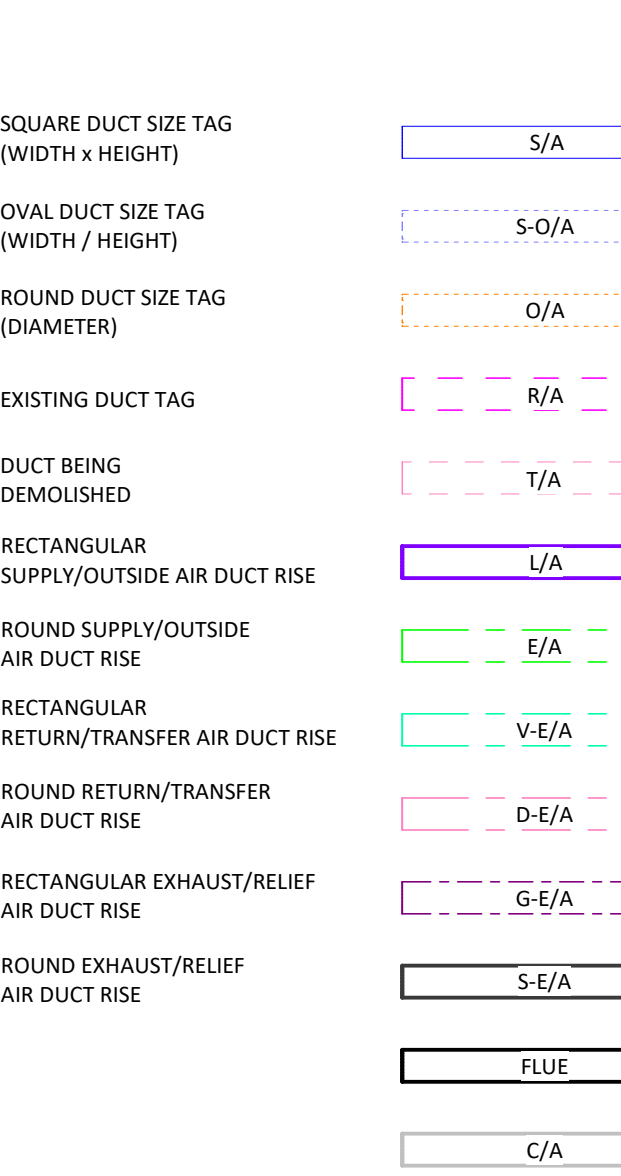 SQUARE DUCT SIZE TAG
(WIDTH x HEIGHT)
S/A
OVAL DUCT SIZE TAG
(WIDTH / HEIGHT)
S-O/A
ROUND DUCT SIZE TAG
(DIAMETER)
O/A
EXISTING DUCT TAG
R/A
DUCT BEING
DEMOLISHED
T/A
RECTANGULAR
SUPPLY/OUTSIDE AIR DUCT RISE
L/A
ROUND SUPPLY/OUTSIDE
AIR DUCT RISE
E/A
RECTANGULAR
RETURN/TRANSFER AIR DUCT RISE
V-E/A
ROUND RETURN/TRANSFER
AIR DUCT RISE
D-E/A
RECTANGULAR EXHAUST/RELIEF
AIR DUCT RISE
G-E/A
ROUND EXHAUST/RELIEF
AIR DUCT RISE
S-E/A
FLUE
C/A